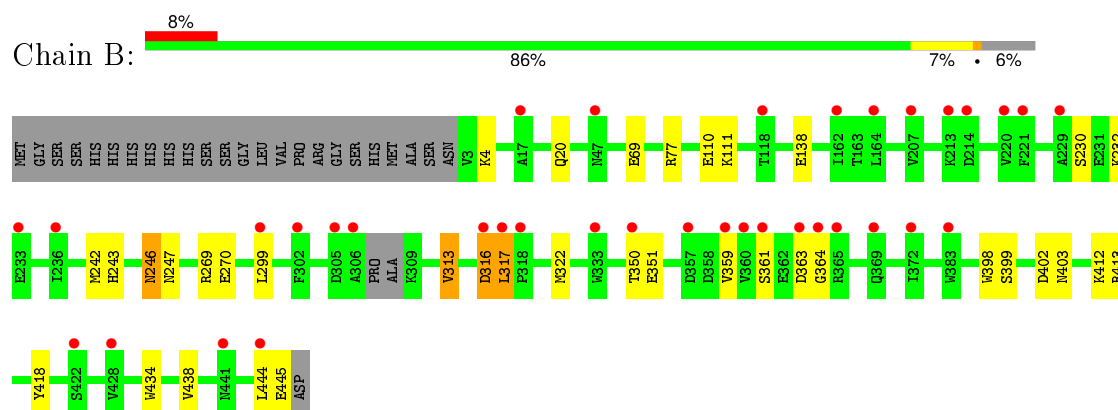 8%
Chain B:
86% 7% • 6%
MET GLY SER SER HIS HIS HIS HIS HIS HIS SER SER GLY LEU VAL PRO ARG GLY SER HIS MET ALA SER ASN V3 K4 A17 Q20 N47 E69 R77 E110 K111 T118 E138 I162 T163 L164 V207 K213 D214 V220 F221 A229 S230 E231 K232
E233 I236 M242 H243 N246 N247 R269 E270 L299 F302 D305 A306 PRO ALA K309 V313 D316 L317 P318 M322 W333 T350 E351 D357 D358 V359 V360 S361 E362 D363 G364 R365 Q369 I372 W383 W398 S399 D402 N403 K412 R413
Y418 S422 V428 W434 V438 N441 L444 E445 ASP